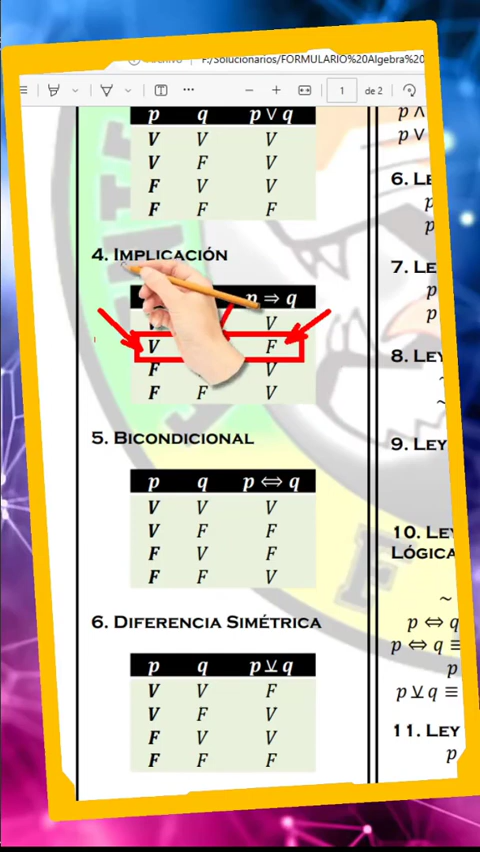 F:/Solucionarios/FORMULARIO%20Algebra%20
1 de 2
p q p ∨ q
V V V
V F V
F V V
F F F
4. IMPLICACIÓN
p ⇒ q
V
V F
F V
F F V
5. BICONDICIONAL
p q p ⇔ q
V V V
V F F
F V F
F F V
6. DIFERENCIA SIMÉTRICA
p q p ⊻ q
V V F
V F V
F V V
F F F
p ∧
p ∨
6. LE
p
p
7. LE
p
p
8. LEY
~
~
9. LEY
10. LEY
LÓGICA
~
p ⇔ q
p ⇔ q ≡
p
p ⊻ q ≡
11. LEY
p